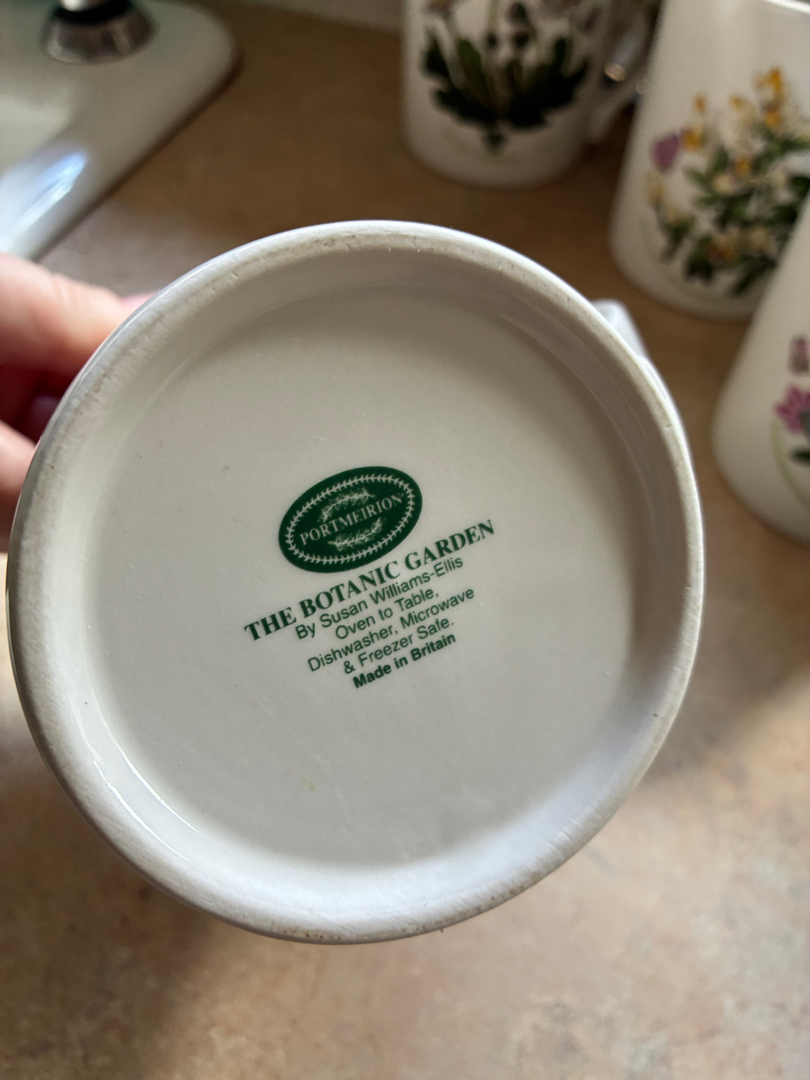 PORTMEIRION
THE BOTANIC GARDEN
By Susan Williams-Ellis
Oven to Table,
Dishwasher, Microwave
& Freezer Safe.
Made in Britain